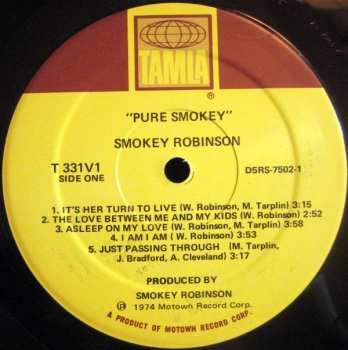 TAMLA
®
"PURE SMOKEY"
SMOKEY ROBINSON
T 331V1 D5RS-7502-1
SIDE ONE
1. IT'S HER TURN TO LIVE (W. Robinson, M. Tarplin) 3:15
2. THE LOVE BETWEEN ME AND MY KIDS (W. Robinson) 2:52
3. ASLEEP ON MY LOVE (W. Robinson, M. Tarplin) 3:58
4. I AM I AM ( W. Robinson) 3:53
5. JUST PASSING THROUGH (M. Tarplin,
J. Bradford, A. Cleveland) 3:17
PRODUCED BY
SMOKEY ROBINSON
℗ 1974 Motown Record Corp.
A PRODUCT OF MOTOWN RECORD CORP.